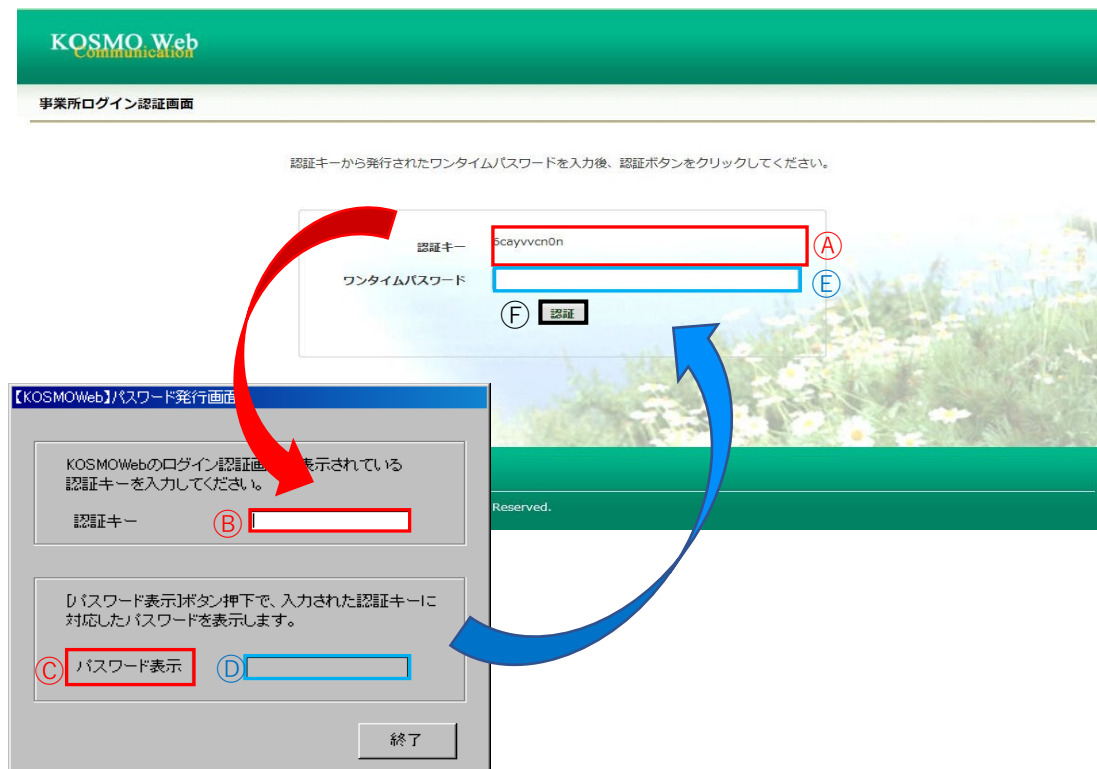 KOSMO Web
Communication
事業所ログイン認証画面
認証キーから発行されたワンタイムパスワードを入力後、認証ボタンをクリックしてください。
認証キー 6cayvvcn0n Ⓐ
ワンタイムパスワード Ⓔ
Ⓕ 認証
Reserved.
【KOSMOWeb】パスワード発行画面
KOSMOWebのログイン認証画 表示されている
認証キーを入力してください。
認証キー Ⓑ
[パスワード表示]ボタン押下で、入力された認証キーに
対応したパスワードを表示します。
Ⓒ パスワード表示 Ⓓ
終了